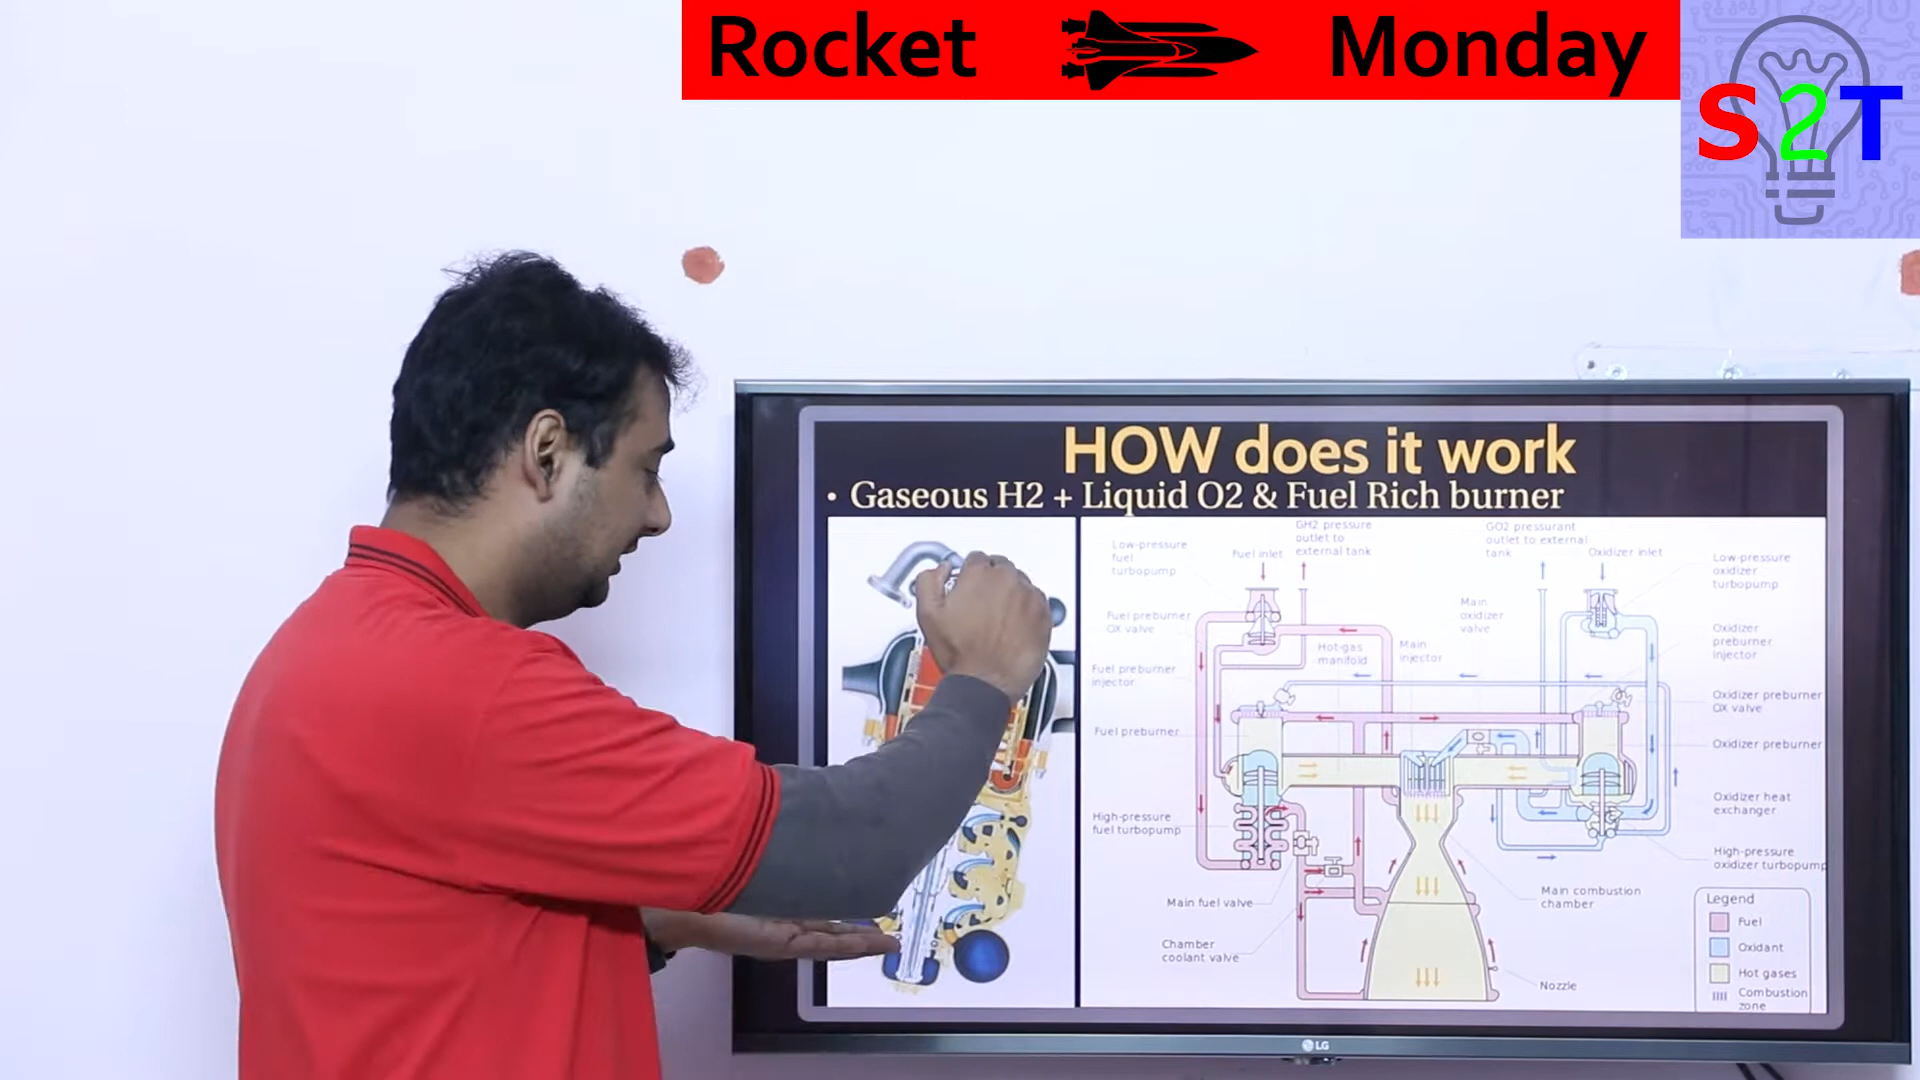 Rocket Monday
S2T
HOW does it work
• Gaseous H2 + Liquid O2 & Fuel Rich burner
Low-pressure
fuel
turbopump
Fuel inlet
GH2 pressure
outlet to
external tank
GO2 pressurant
outlet to external
tank
Oxidizer inlet
Low-pressure
oxidizer
turbopump
Fuel preburner
OX valve
Main
oxidizer
valve
Oxidizer
preburner
injector
Hot-gas
manifold
Main
injector
Fuel preburner
injector
Oxidizer preburner
OX valve
Fuel preburner
Oxidizer preburner
Oxidizer heat
exchanger
High-pressure
fuel turbopump
High-pressure
oxidizer turbopump
Main fuel valve
Main combustion
chamber
Chamber
coolant valve
Nozzle
Legend
Fuel
Oxidant
Hot gases
Combustion
zone
LG